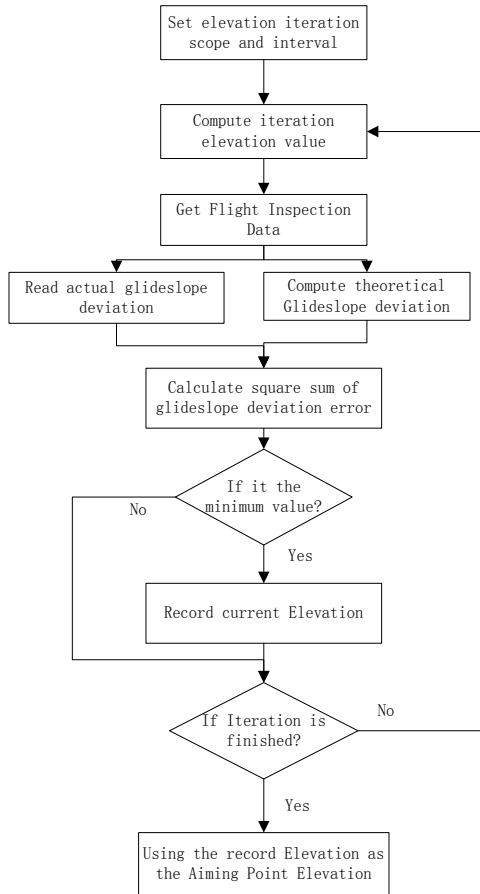 Set elevation iteration
scope and interval
Compute iteration
elevation value
Get Flight Inspection
Data
Read actual glideslope
deviation
Compute theoretical
Glideslope deviation
Calculate square sum of
glideslope deviation error
If it the
minimum value?
No
Yes
Record current Elevation
If Iteration is
finished?
No
Yes
Using the record Elevation as
the Aiming Point Elevation